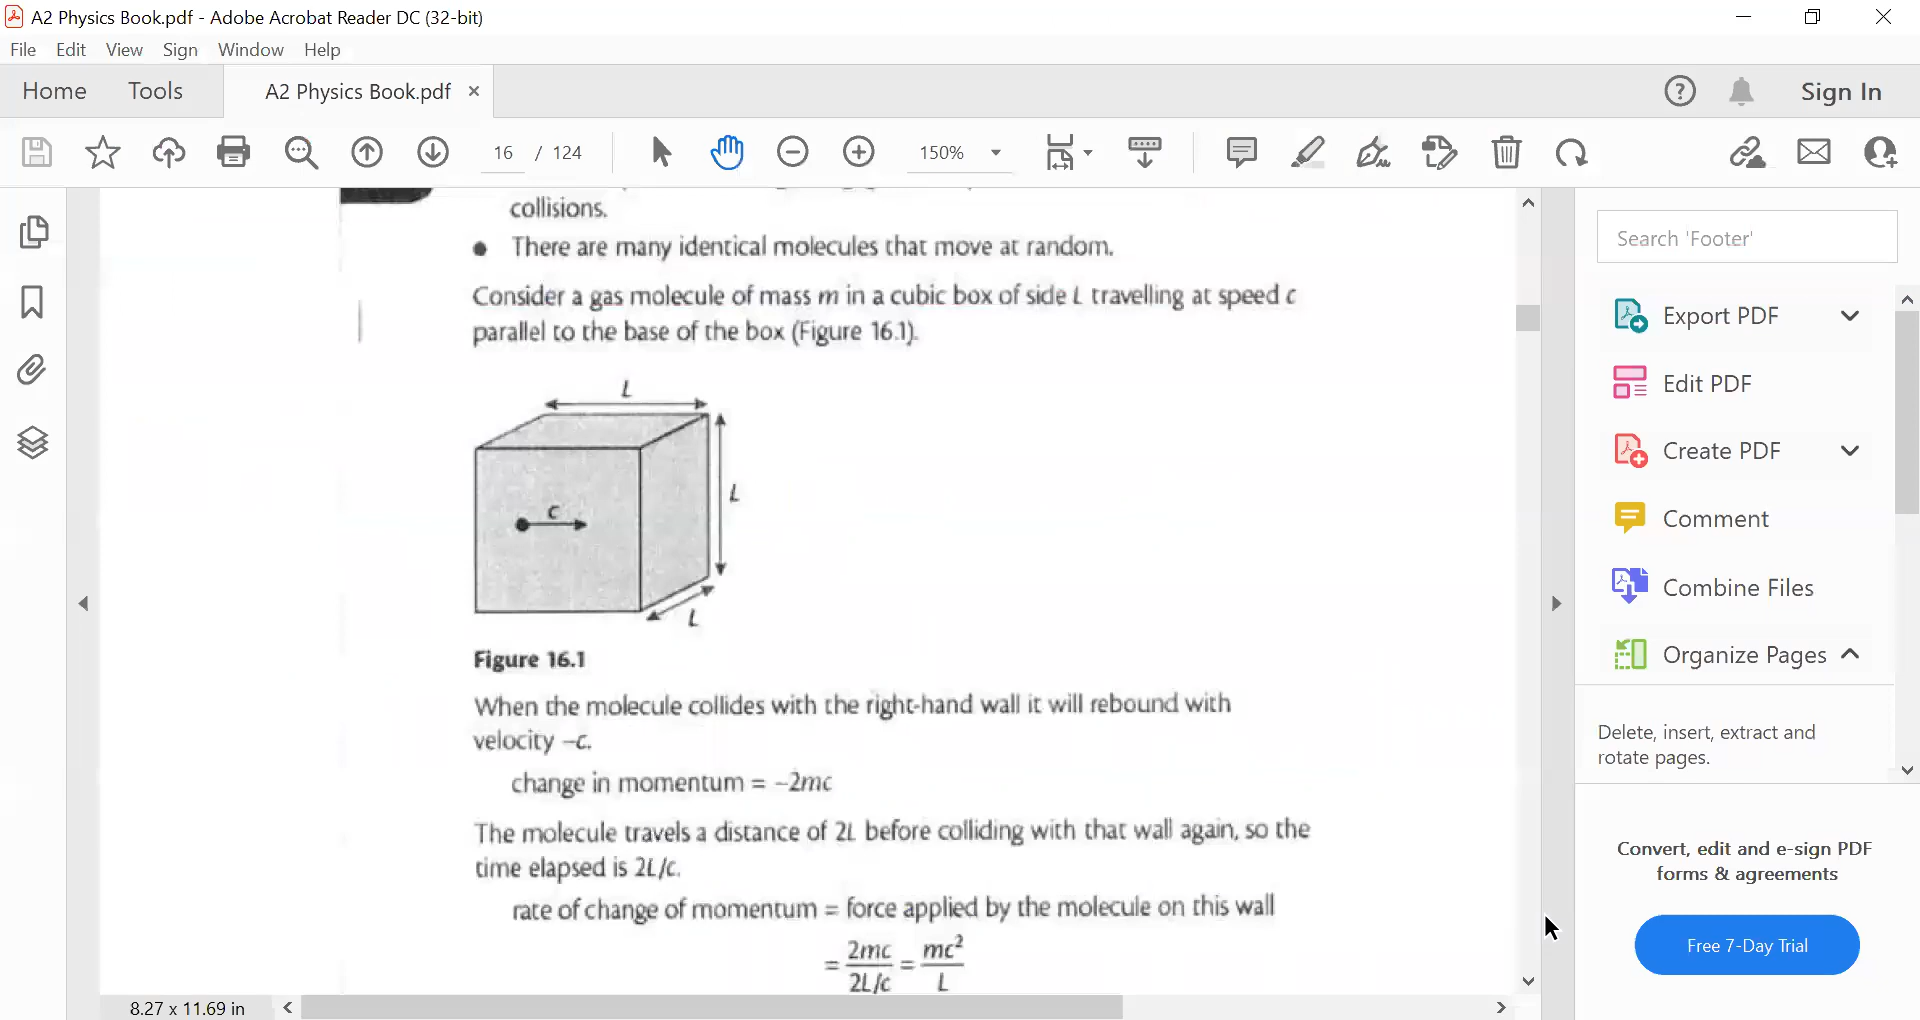 A2 Physics Book.pdf - Adobe Acrobat Reader DC (32-bit)
File Edit View Sign Window Help
Home Tools A2 Physics Book.pdf × Sign In
16 / 124 150%
collisions.
● There are many identical molecules that move at random.
Consider a gas molecule of mass m in a cubic box of side L travelling at speed c
parallel to the base of the box (Figure 16.1).
L
L
c
L
Figure 16.1
When the molecule collides with the right-hand wall it will rebound with
velocity –c.
change in momentum = –2mc
The molecule travels a distance of 2L before colliding with that wall again, so the
time elapsed is 2L/c.
rate of change of momentum = force applied by the molecule on this wall
= 2mc / 2L/c = mc² / L
8.27 x 11.69 in
Search 'Footer'
Export PDF
Edit PDF
Create PDF
Comment
Combine Files
Organize Pages
Delete, insert, extract and
rotate pages.
Convert, edit and e-sign PDF
forms & agreements
Free 7-Day Trial